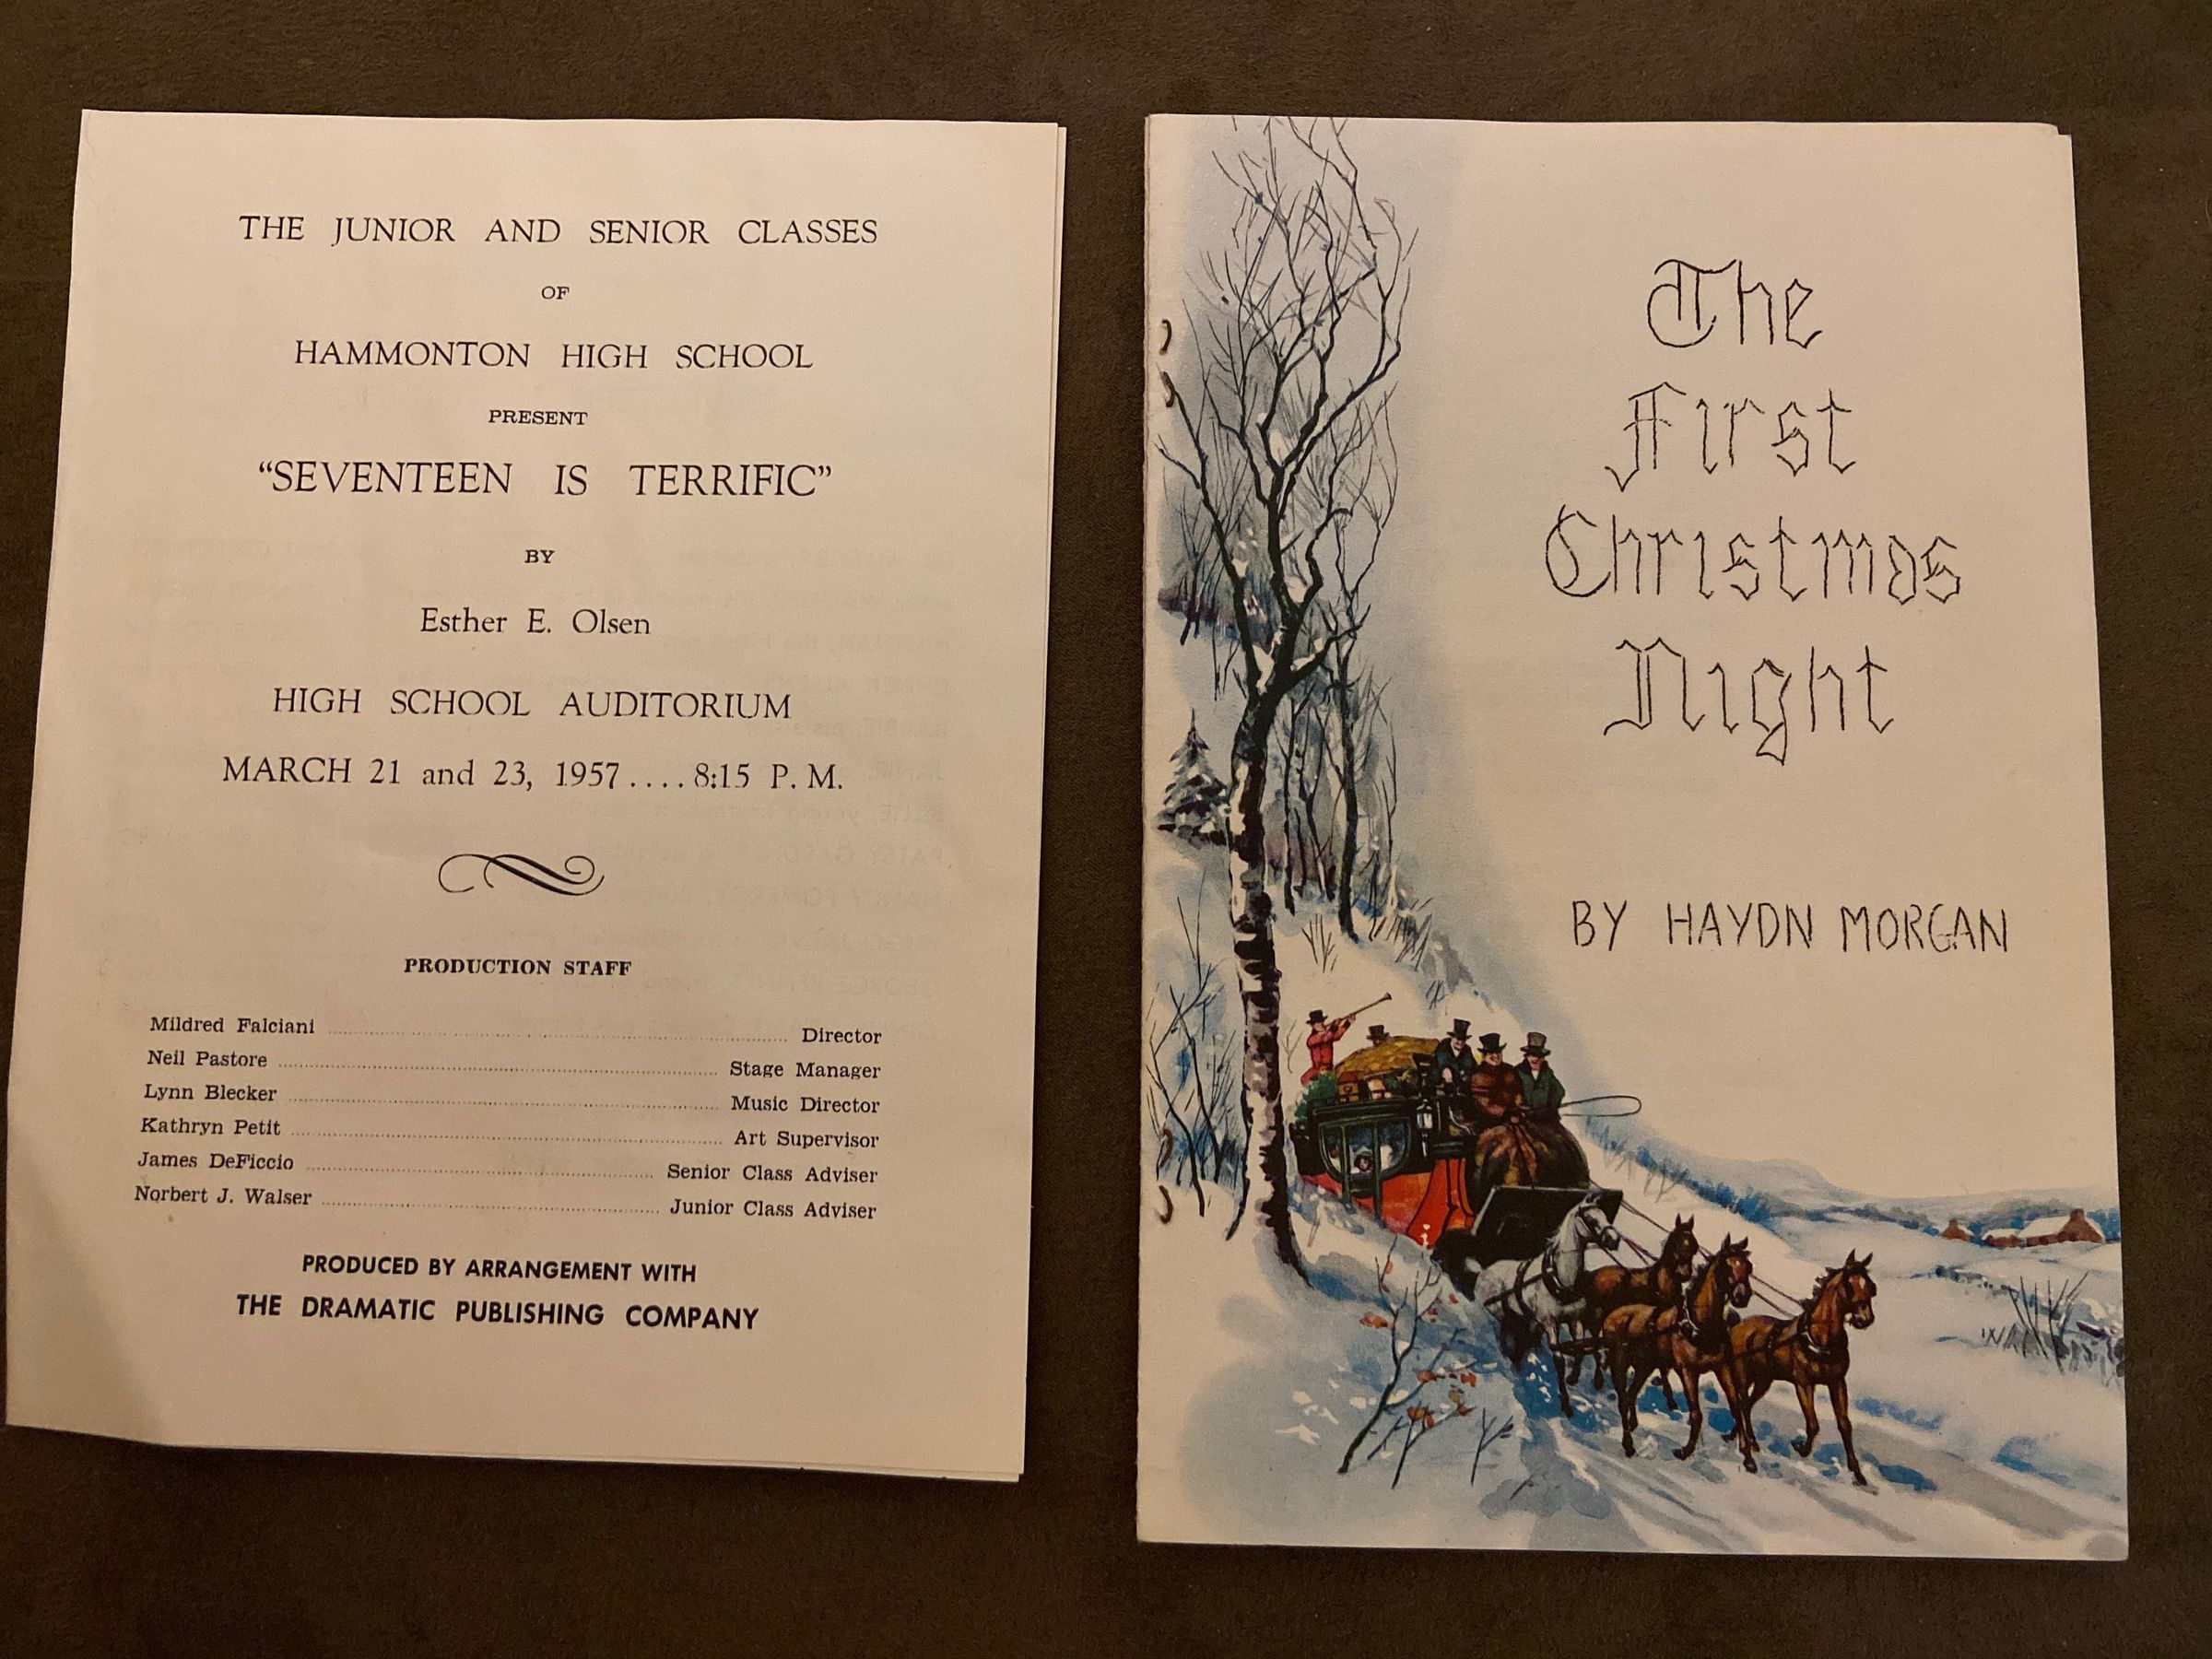 THE JUNIOR AND SENIOR CLASSES
OF
HAMMONTON HIGH SCHOOL
PRESENT
“SEVENTEEN IS TERRIFIC”
BY
Esther E. Olsen
HIGH SCHOOL AUDITORIUM
MARCH 21 and 23, 1957....8:15 P. M.
PRODUCTION STAFF
Mildred Falciani ........ Director
Neil Pastore ........ Stage Manager
Lynn Blecker ........ Music Director
Kathryn Petit ........ Art Supervisor
James DeFiccio ........ Senior Class Adviser
Norbert J. Walser ........ Junior Class Adviser
PRODUCED BY ARRANGEMENT WITH
THE DRAMATIC PUBLISHING COMPANY
The
First
Christmas
Night
BY HAYDN MORGAN